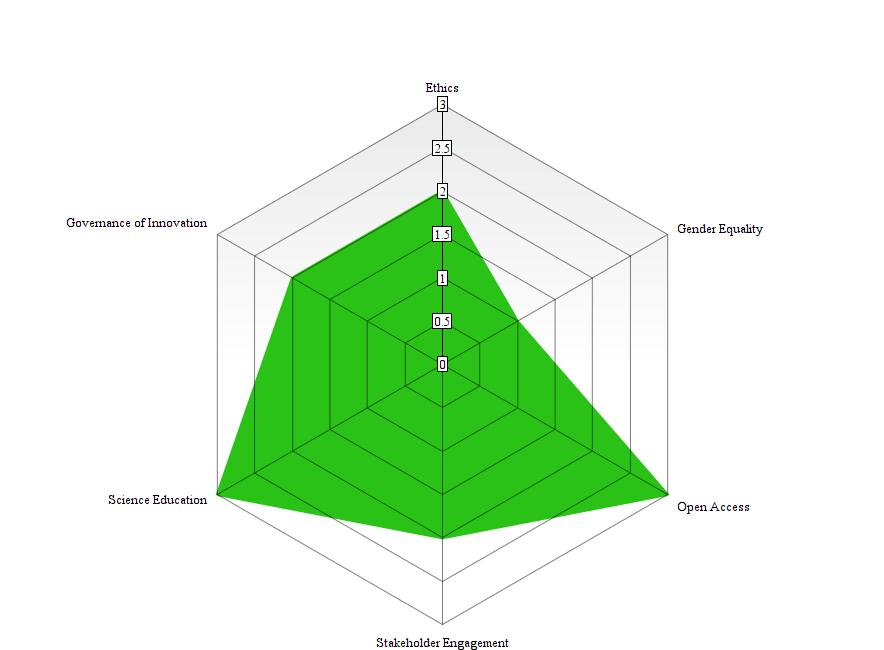 Ethics
3
2.5
2
Governance of Innovation
Gender Equality
1.5
1
0.5
0
Science Education
Open Access
Stakeholder Engagement